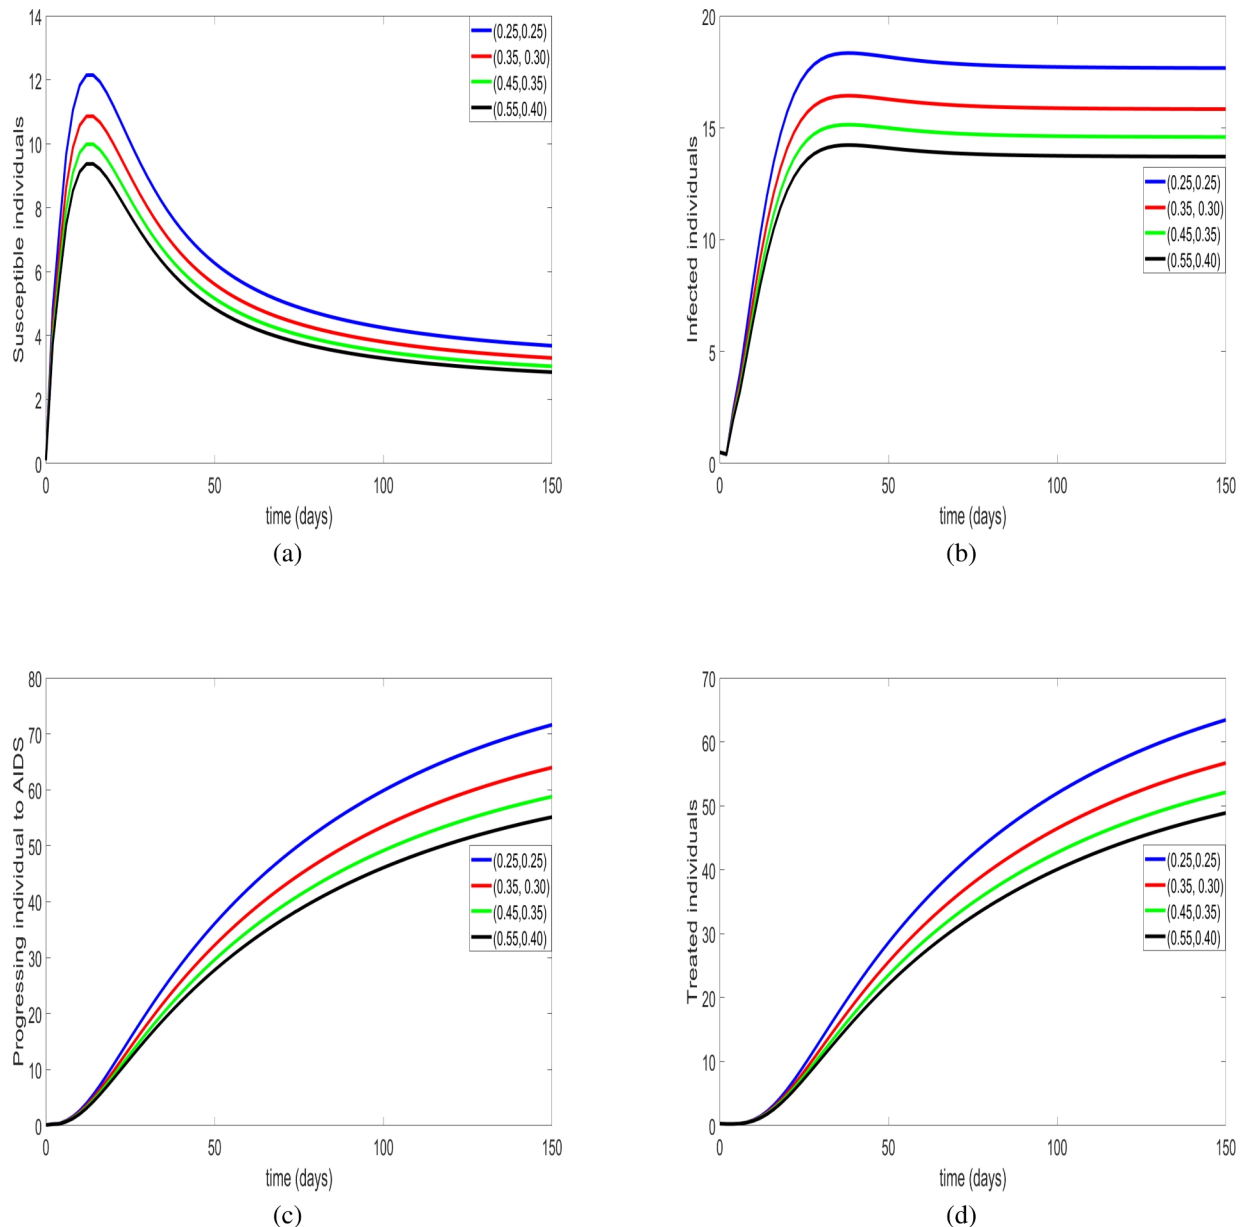 Susceptible individuals
14
12
10
8
6
4
2
0
0 50 100 150
time (days)
(0.25,0.25)
(0.35, 0.30)
(0.45,0.35)
(0.55,0.40)
(a)
Infected individuals
20
15
10
5
0
0 50 100 150
time (days)
(0.25,0.25)
(0.35, 0.30)
(0.45,0.35)
(0.55,0.40)
(b)
Progressing individual to AIDS
80
70
60
50
40
30
20
10
0
0 50 100 150
time (days)
(0.25,0.25)
(0.35, 0.30)
(0.45,0.35)
(0.55,0.40)
(c)
Treated individuals
70
60
50
40
30
20
10
0
0 50 100 150
time (days)
(0.25,0.25)
(0.35, 0.30)
(0.45,0.35)
(0.55,0.40)
(d)